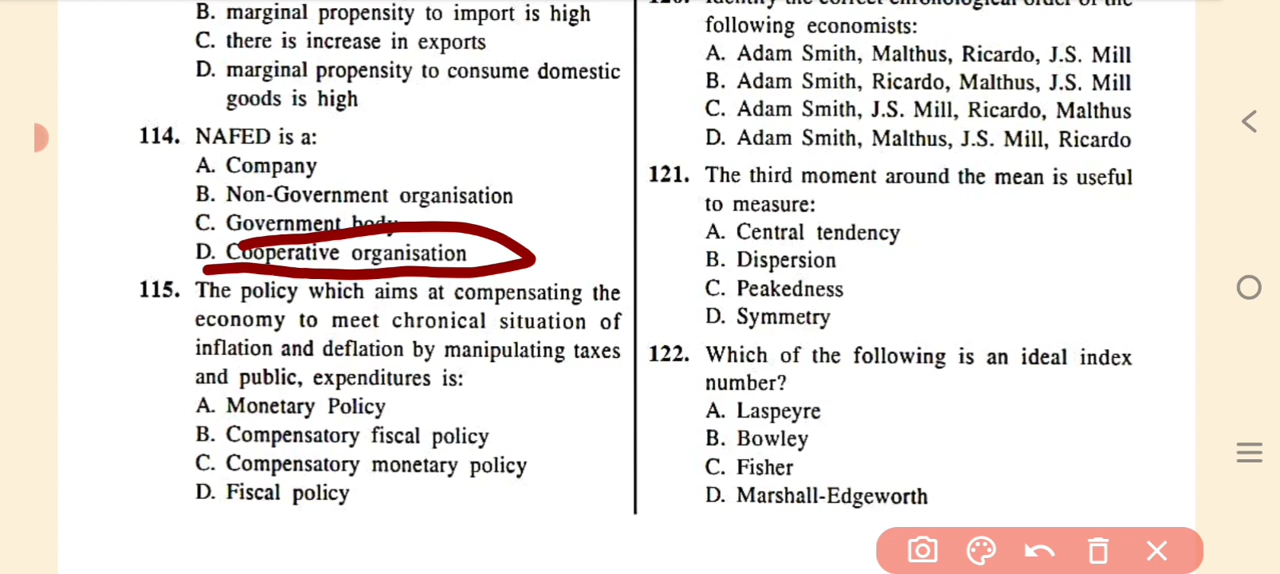 B. marginal propensity to import is high
C. there is increase in exports
D. marginal propensity to consume domestic
goods is high
114. NAFED is a:
A. Company
B. Non-Government organisation
C. Government body
D. Cooperative organisation
115. The policy which aims at compensating the
economy to meet chronical situation of
inflation and deflation by manipulating taxes
and public, expenditures is:
A. Monetary Policy
B. Compensatory fiscal policy
C. Compensatory monetary policy
D. Fiscal policy
following economists:
A. Adam Smith, Malthus, Ricardo, J.S. Mill
B. Adam Smith, Ricardo, Malthus, J.S. Mill
C. Adam Smith, J.S. Mill, Ricardo, Malthus
D. Adam Smith, Malthus, J.S. Mill, Ricardo
121. The third moment around the mean is useful
to measure:
A. Central tendency
B. Dispersion
C. Peakedness
D. Symmetry
122. Which of the following is an ideal index
number?
A. Laspeyre
B. Bowley
C. Fisher
D. Marshall-Edgeworth